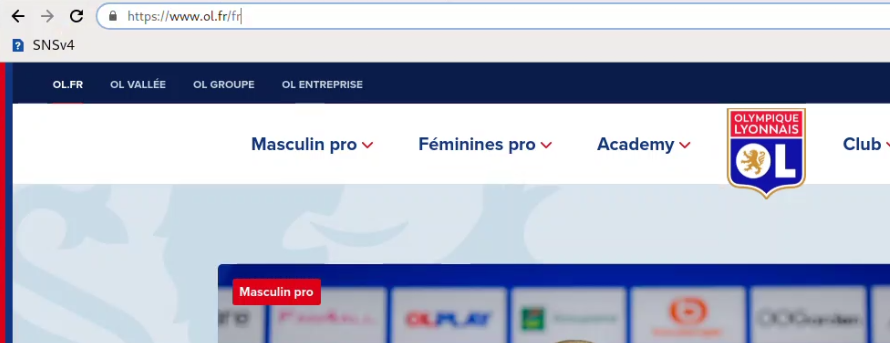 https://www.ol.fr/fr
SNSv4
OL.FR OL VALLÉE OL GROUPE OL ENTREPRISE
Masculin pro Féminines pro Academy Club
OLYMPIQUE
LYONNAIS
OL
Masculin pro
OLPLAY